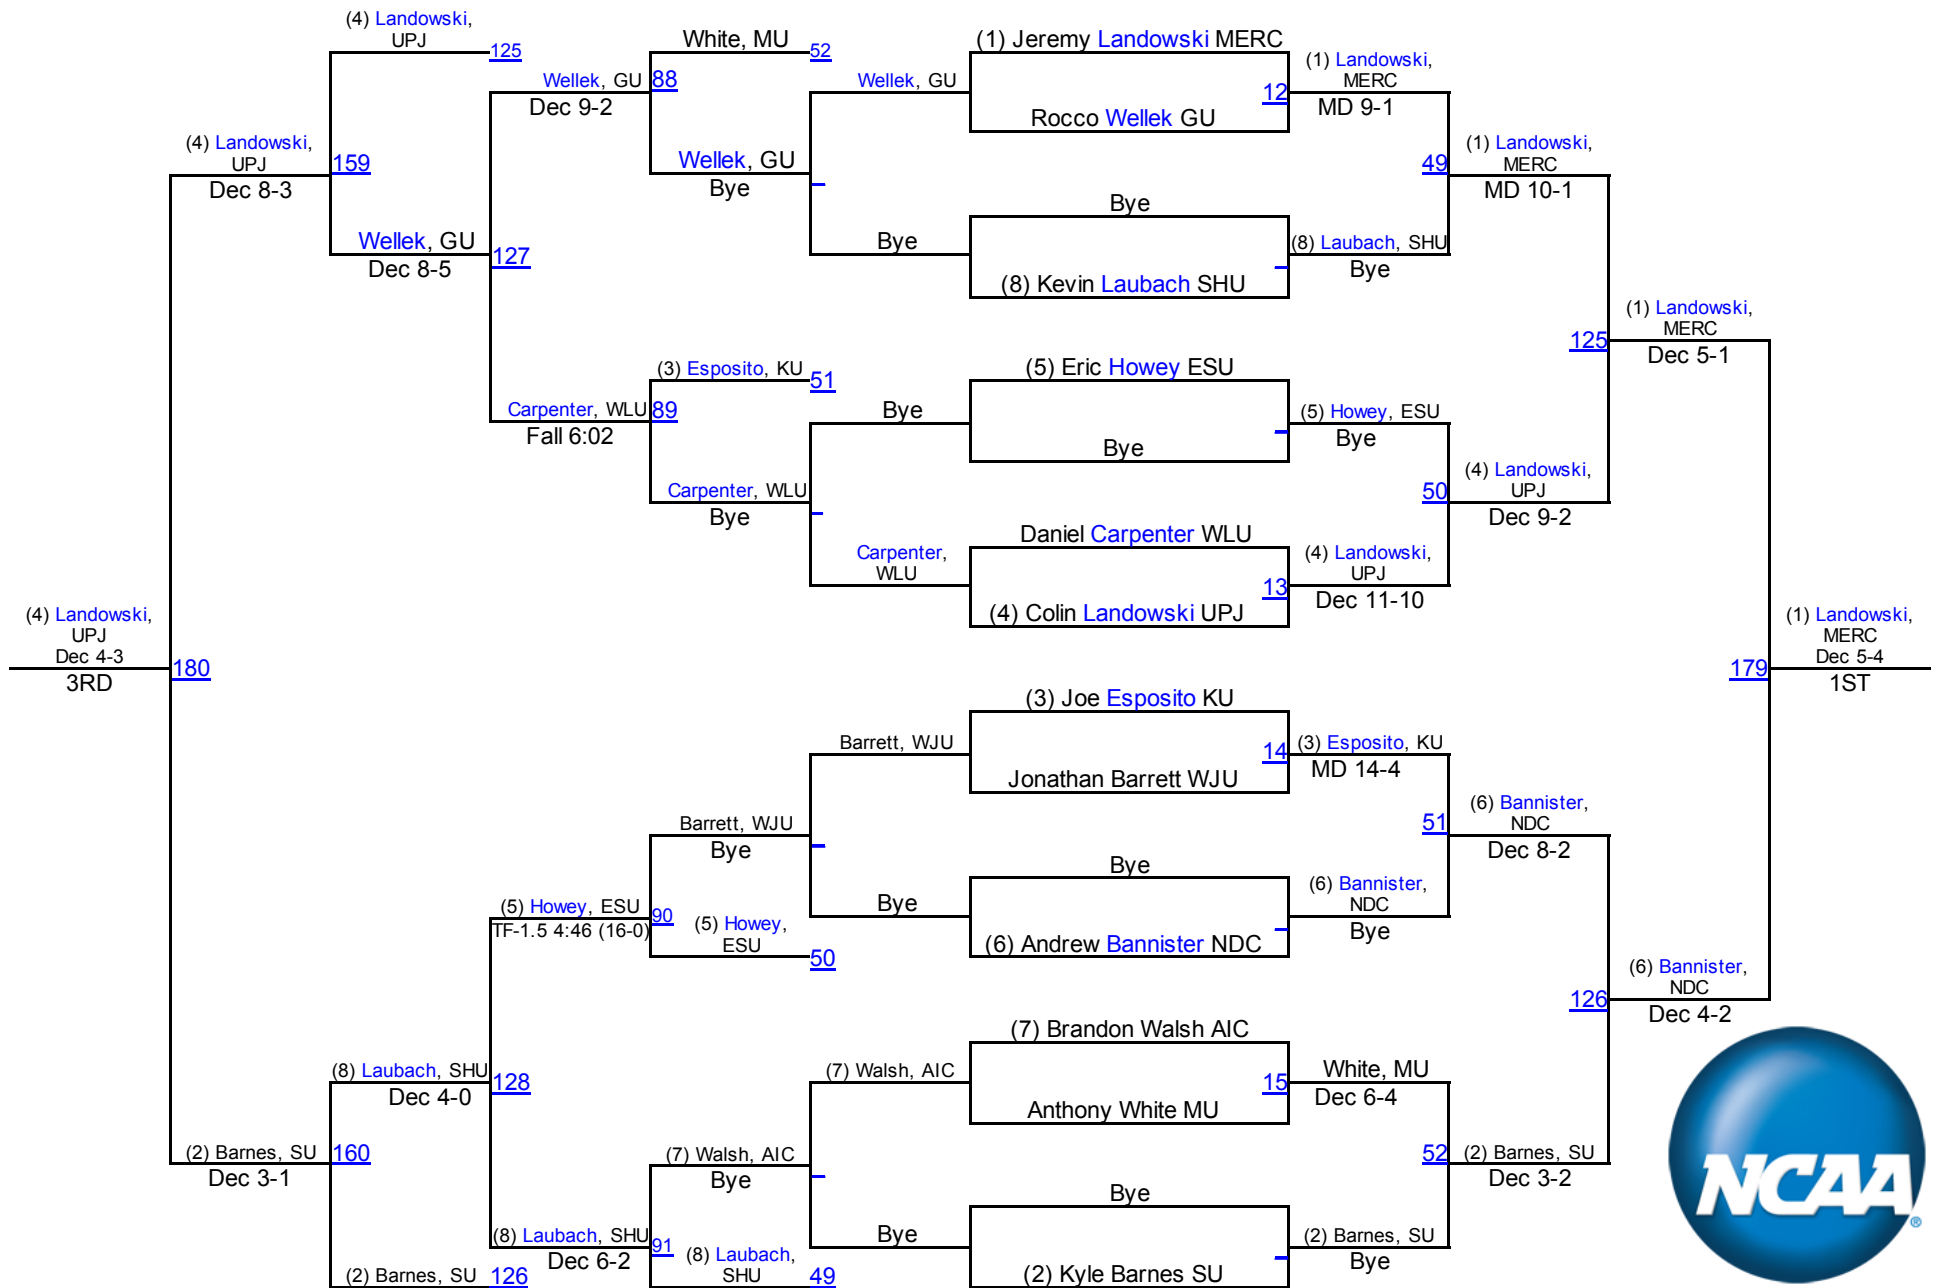 (4) Landowski,
UPJ
125
White, MU
52
(1) Jeremy Landowski MERC
Wellek, GU
88
Dec 9-2
Wellek, GU
12
(1) Landowski,
MERC
MD 9-1
Rocco Wellek GU
(4) Landowski,
UPJ
159
Dec 8-3
Wellek, GU
Bye
49
(1) Landowski,
MERC
MD 10-1
Bye
Wellek, GU
127
Dec 8-5
Bye
(8) Laubach, SHU
Bye
(8) Kevin Laubach SHU
(1) Landowski,
MERC
125
Dec 5-1
(3) Esposito, KU
51
(5) Eric Howey ESU
Carpenter, WLU
89
Fall 6:02
Bye
(5) Howey, ESU
Bye
Bye
Carpenter, WLU
Bye
50
(4) Landowski,
UPJ
Dec 9-2
Daniel Carpenter WLU
Carpenter,
WLU
13
(4) Landowski,
UPJ
Dec 11-10
(4) Colin Landowski UPJ
(4) Landowski,
UPJ
Dec 4-3
180
3RD
(1) Landowski,
MERC
Dec 5-4
179
1ST
(3) Joe Esposito KU
Barrett, WJU
14
(3) Esposito, KU
MD 14-4
Jonathan Barrett WJU
Barrett, WJU
Bye
51
(6) Bannister,
NDC
Dec 8-2
Bye
(5) Howey, ESU
90
TF-1.5 4:46 (16-0)
Bye
(6) Bannister,
NDC
Bye
(5) Howey,
ESU
50
(6) Andrew Bannister NDC
(6) Bannister,
NDC
126
Dec 4-2
(7) Brandon Walsh AIC
(8) Laubach, SHU
128
Dec 4-0
(7) Walsh, AIC
15
White, MU
Dec 6-4
Anthony White MU
(2) Barnes, SU
160
Dec 3-1
(7) Walsh, AIC
Bye
52
(2) Barnes, SU
Dec 3-2
Bye
(8) Laubach, SHU
91
Dec 6-2
Bye
(2) Barnes, SU
Bye
(2) Barnes, SU
126
(8) Laubach,
SHU
49
(2) Kyle Barnes SU
NCAA
®